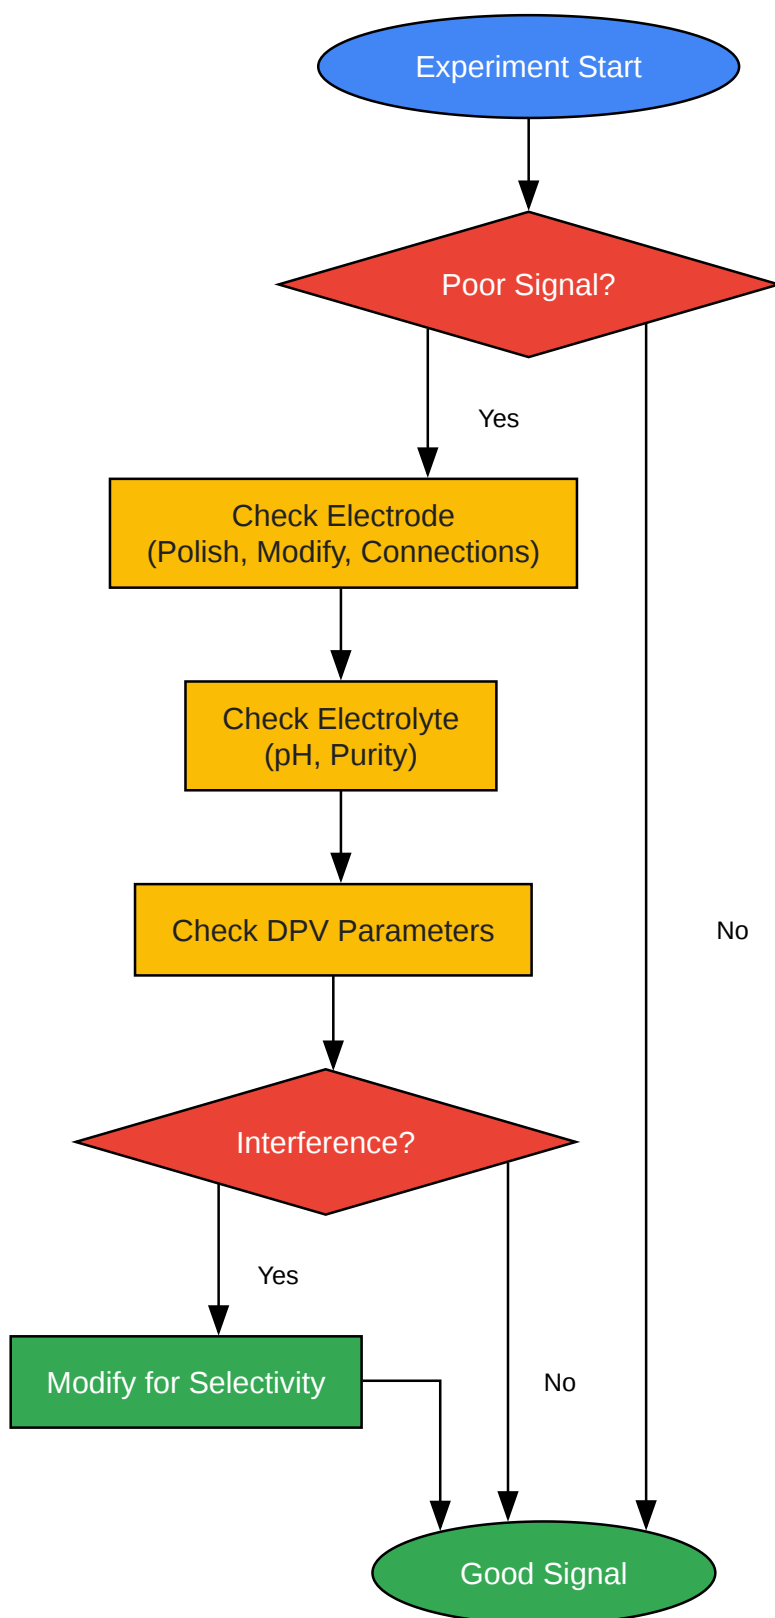 Experiment Start
Poor Signal?
Yes
Check Electrode
(Polish, Modify, Connections)
Check Electrolyte
(pH, Purity)
Check DPV Parameters
No
Interference?
Yes
Modify for Selectivity
No
Good Signal